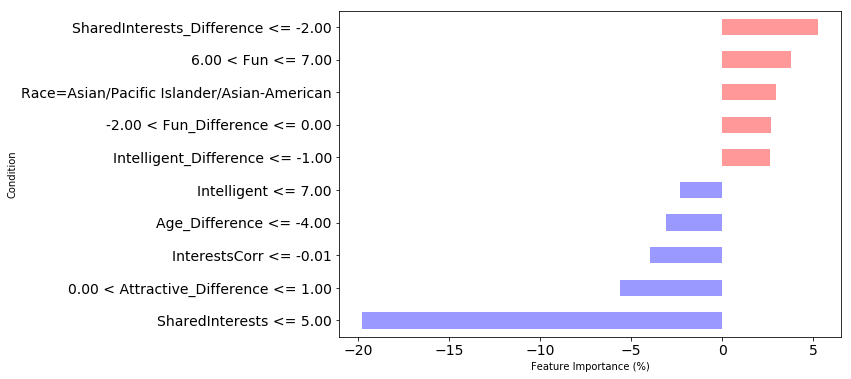 SharedInterests_Difference <= -2.00
6.00 < Fun <= 7.00
Race=Asian/Pacific Islander/Asian-American
-2.00 < Fun_Difference <= 0.00
Intelligent_Difference <= -1.00
Intelligent <= 7.00
Age_Difference <= -4.00
InterestsCorr <= -0.01
0.00 < Attractive_Difference <= 1.00
SharedInterests <= 5.00
Condition
−20 −15 −10 −5 0 5
Feature Importance (%)